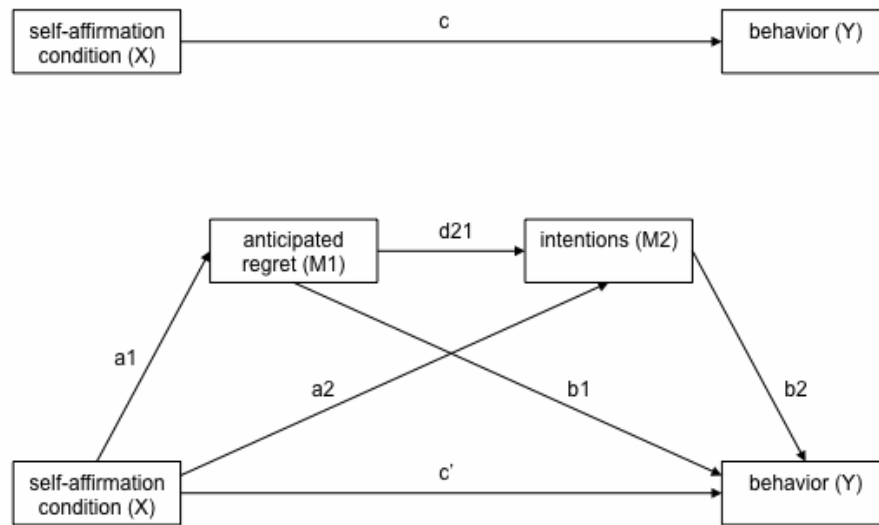 c
self-affirmation
condition (X)
behavior (Y)
anticipated
regret (M1)
d21
intentions (M2)
a1
a2
b1
b2
self-affirmation
condition (X)
c’
behavior (Y)